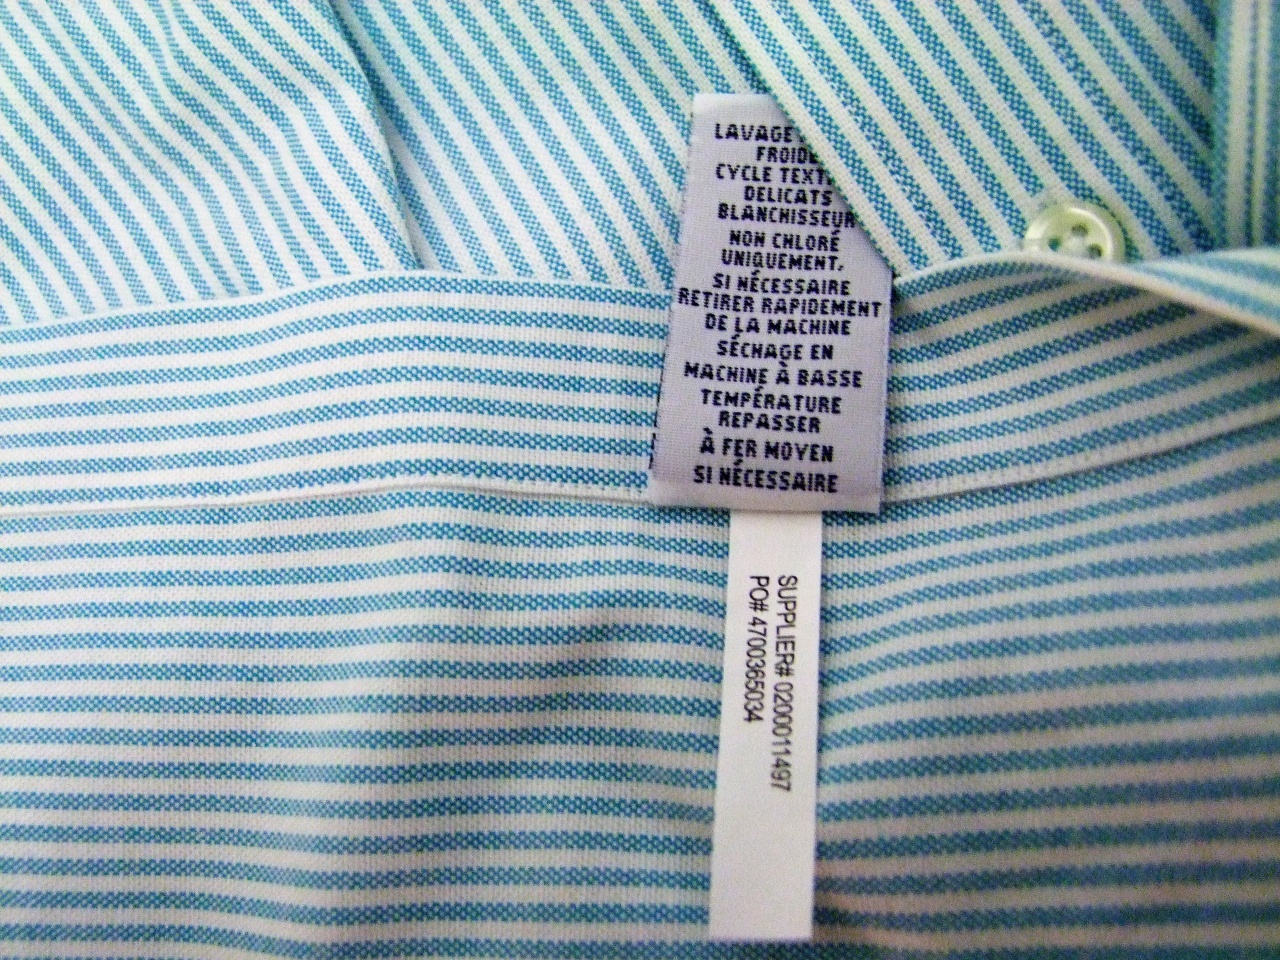 LAVAGE
FROIDE
CYCLE
DELICATS
BLANCHISSEUR
NON CHLORÉ
UNIQUEMENT,
SI NÉCESSAIRE
RETIRER RAPIDEMENT
DE LA MACHINE
SÉCHAGE EN
MACHINE À BASSE
TEMPÉRATURE
REPASSER
À FER MOYEN
SI NÉCESSAIRE
SUPPLIER# 0200011497
PO# 4700365034